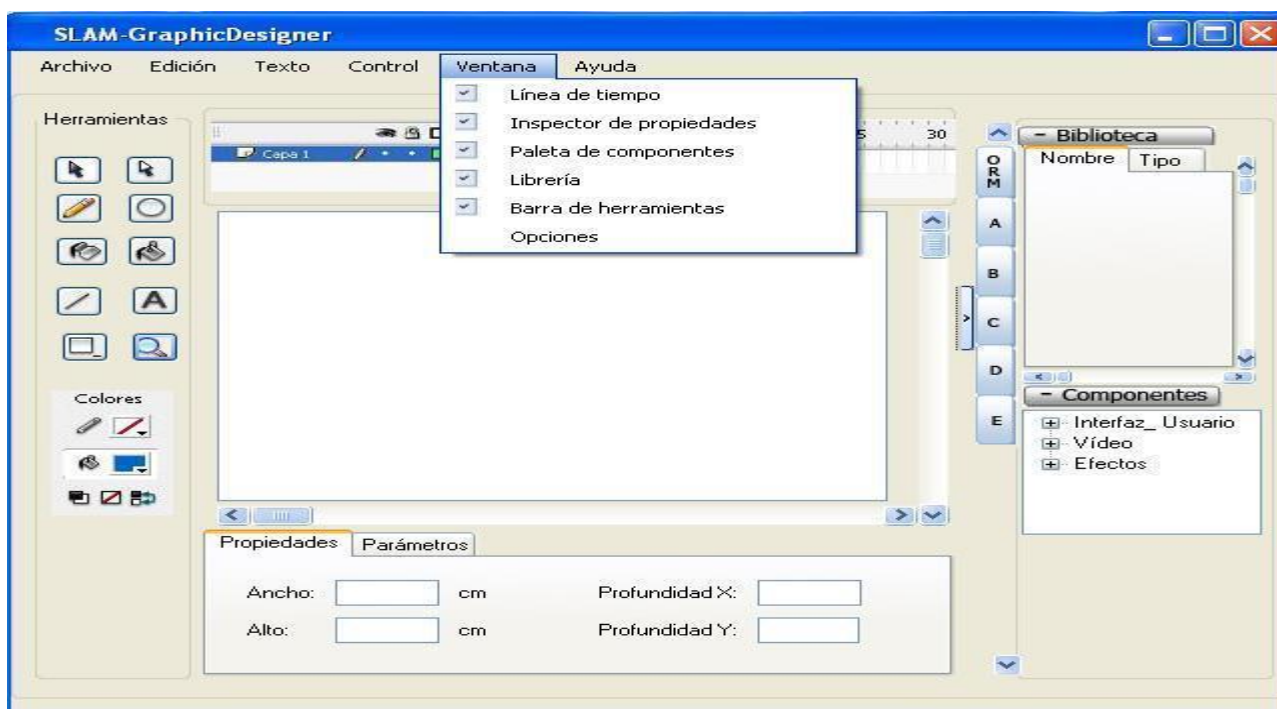 SLAM-GraphicDesigner
Archivo Edición Texto Control Ventana Ayuda
Línea de tiempo
Inspector de propiedades
Paleta de componentes
Librería
Barra de herramientas
Opciones
Herramientas
Capa 1
5 30
A
Colores
ORM
A
B
C
D
E
Biblioteca
Nombre Tipo
Componentes
Interfaz_ Usuario
Vídeo
Efectos
Propiedades Parámetros
Ancho: cm Profundidad X:
Alto: cm Profundidad Y: